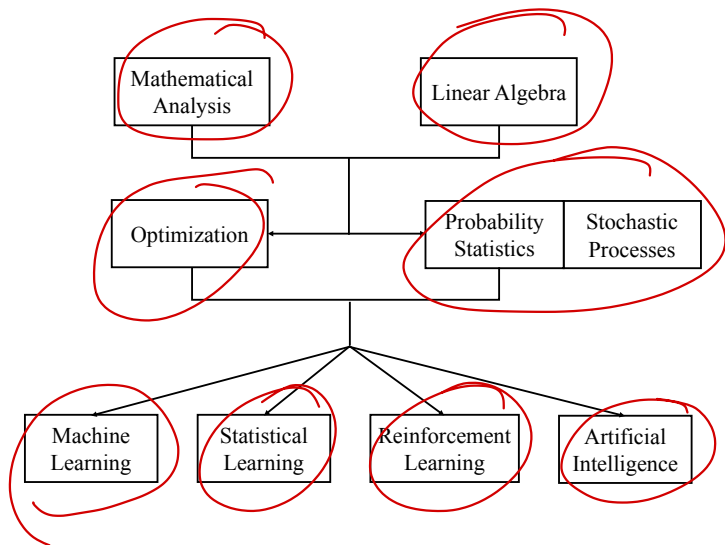 Mathematical
Analysis
Linear Algebra
Optimization
Probability
Statistics
Stochastic
Processes
Machine
Learning
Statistical
Learning
Reinforcement
Learning
Artificial
Intelligence